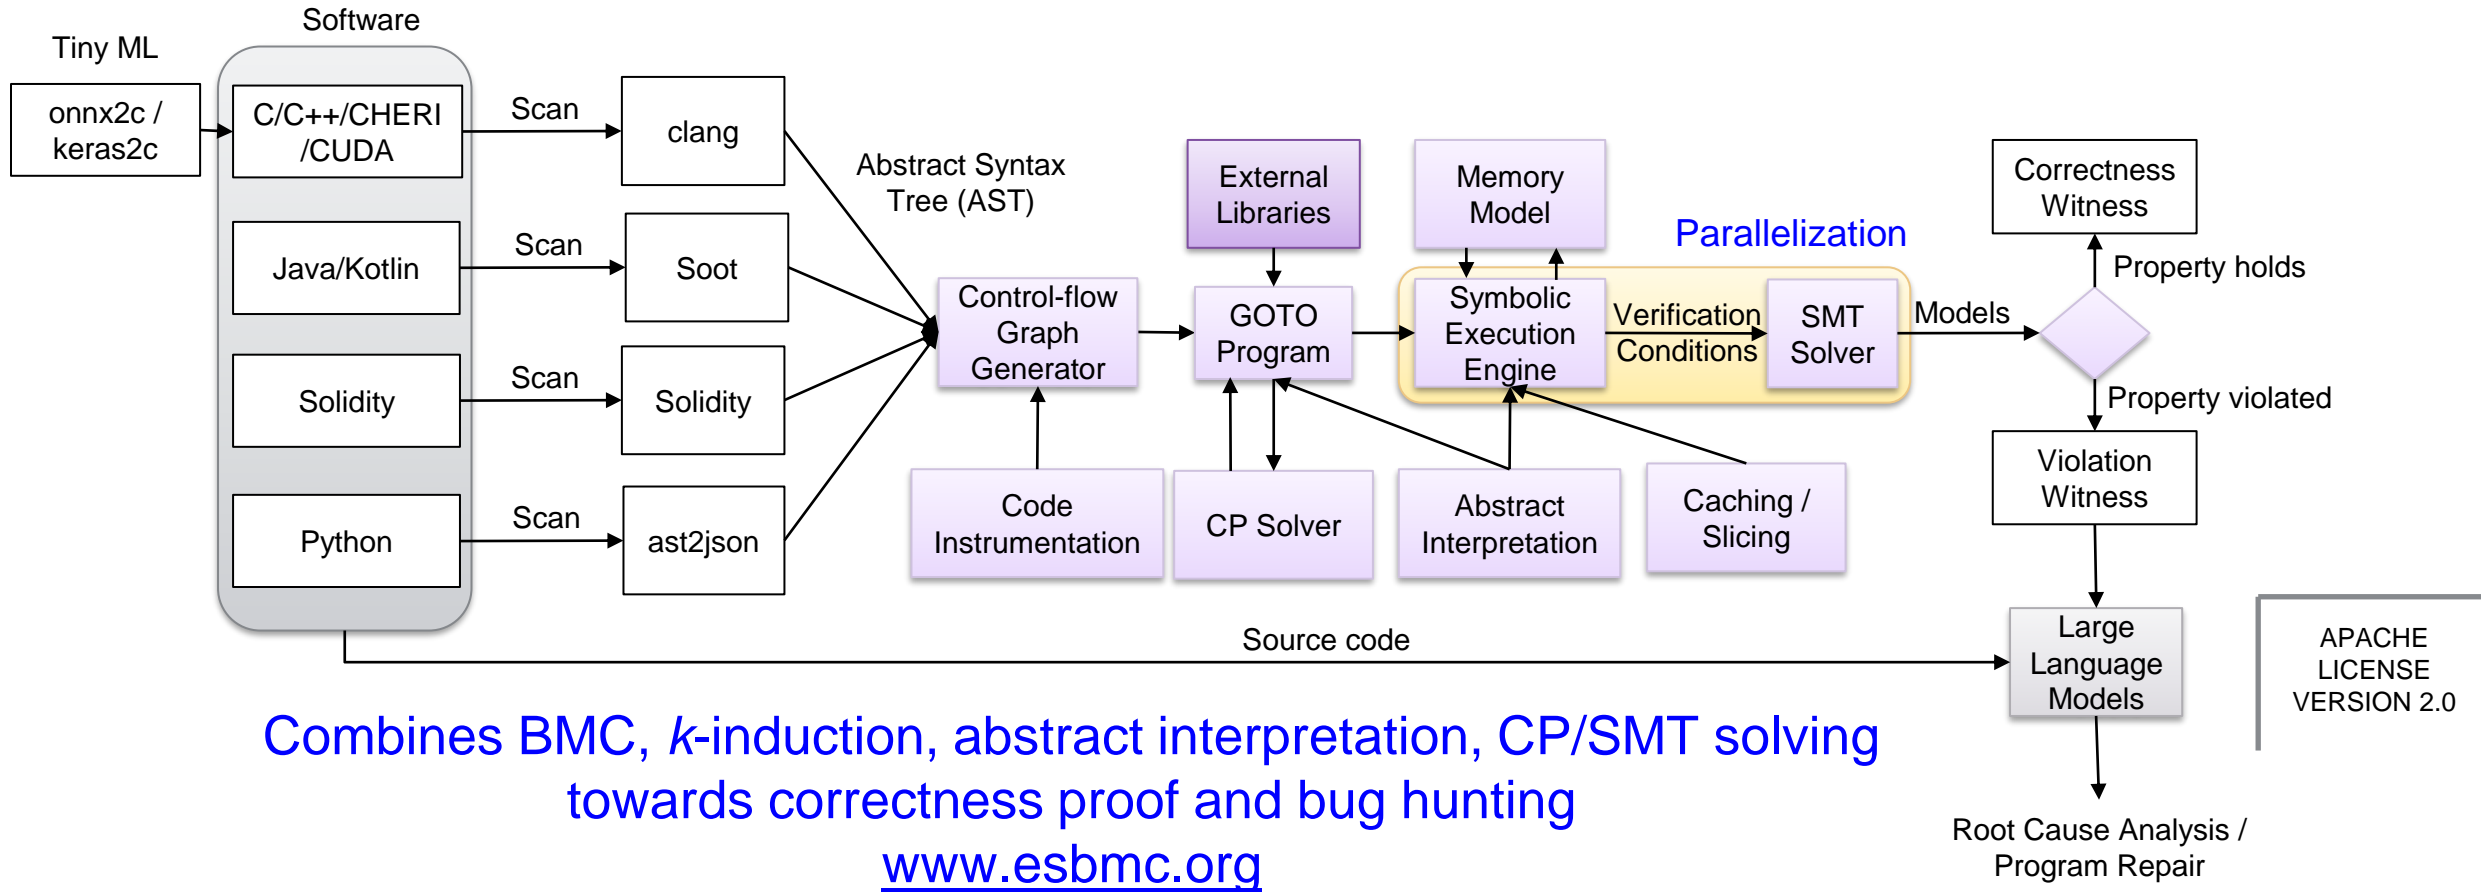 Software
Tiny ML
onnx2c /
keras2c
C/C++/CHERI
/CUDA
Scan
clang
Java/Kotlin
Scan
Soot
Solidity
Scan
Solidity
Python
Scan
ast2json
Abstract Syntax
Tree (AST)
Control-flow
Graph
Generator
Code
Instrumentation
External
Libraries
GOTO
Program
CP Solver
Memory
Model
Parallelization
Symbolic
Execution
Engine
Verification
Conditions
SMT
Solver
Abstract
Interpretation
Caching /
Slicing
Models
Correctness
Witness
Property holds
Property violated
Violation
Witness
Source code
Large
Language
Models
Root Cause Analysis /
Program Repair
APACHE
LICENSE
VERSION 2.0
Combines BMC, k-induction, abstract interpretation, CP/SMT solving
towards correctness proof and bug hunting
www.esbmc.org